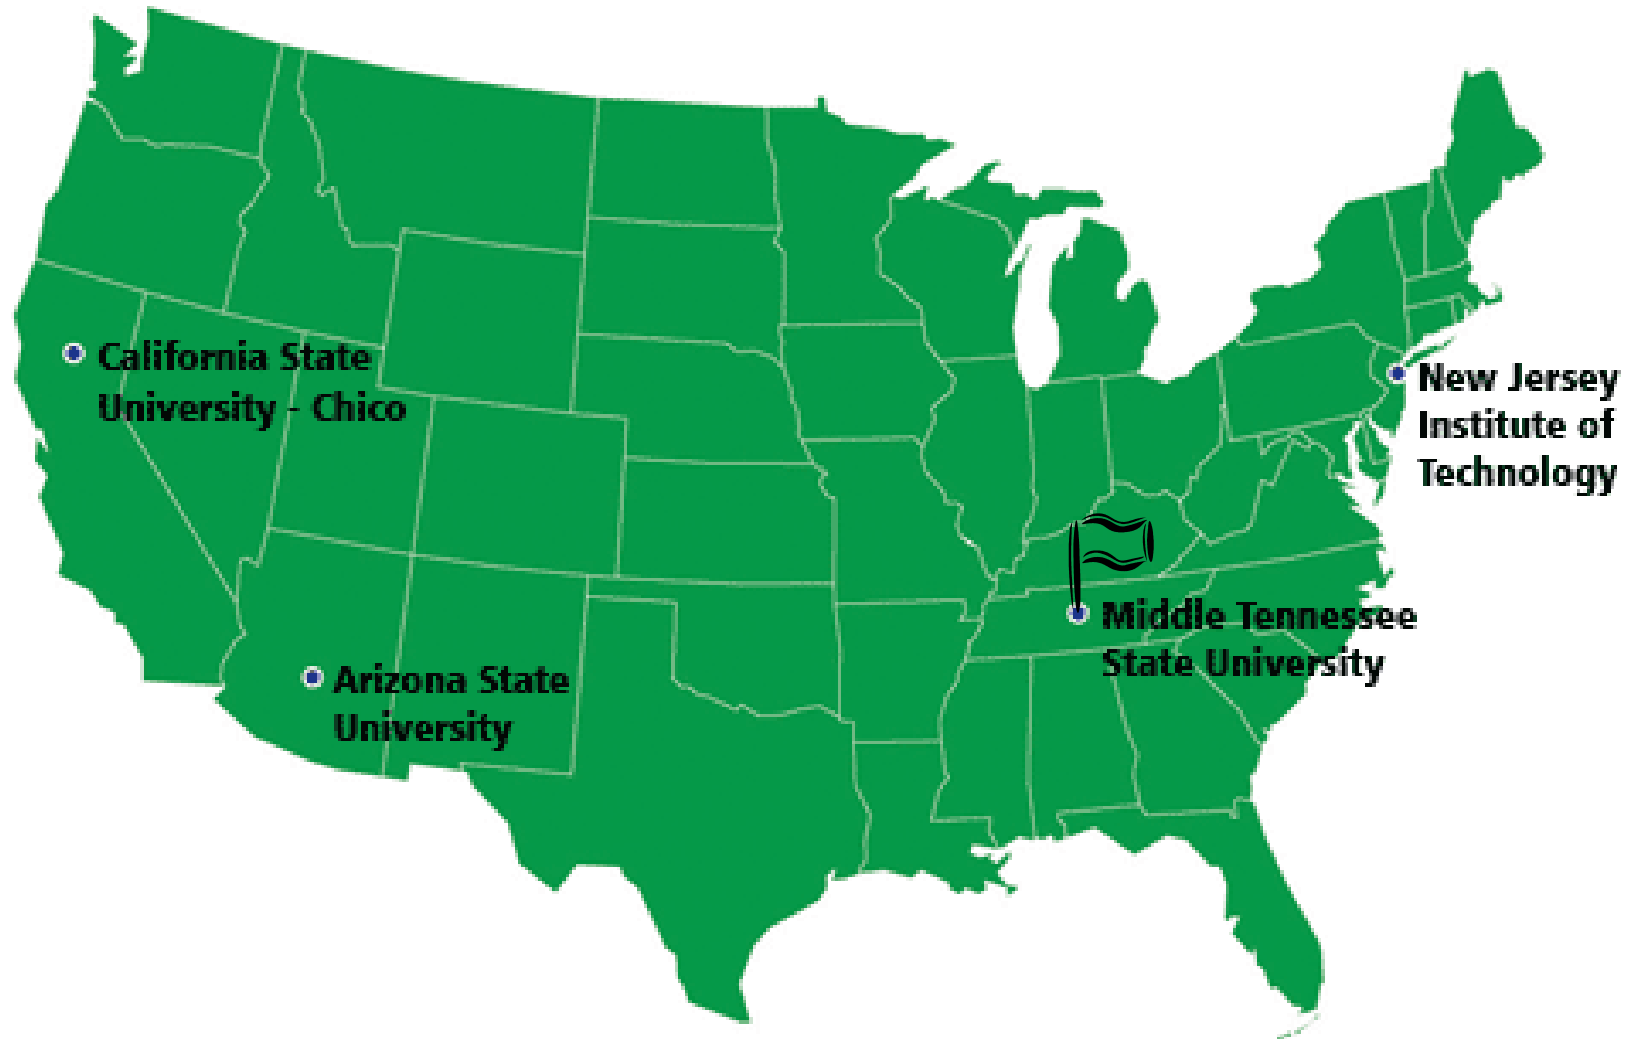 California State
University - Chico
New Jersey
Institute of
Technology
Middle Tennessee
State University
Arizona State
University